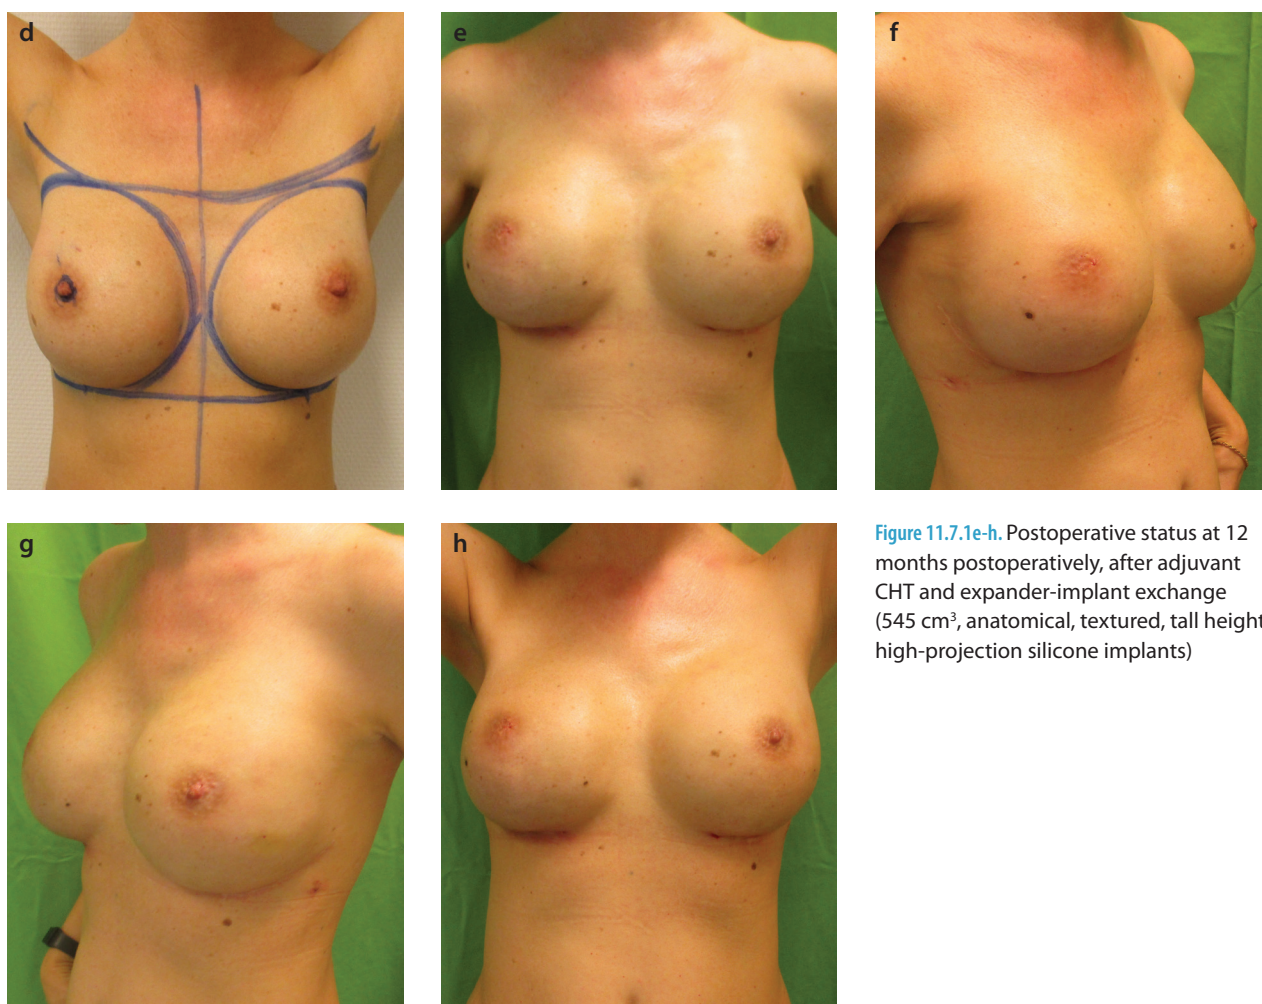 d
e
f
g
h
Figure 11.7.1e-h. Postoperative status at 12
months postoperatively, after adjuvant
CHT and expander-implant exchange
(545 cm³, anatomical, textured, tall height
high-projection silicone implants)